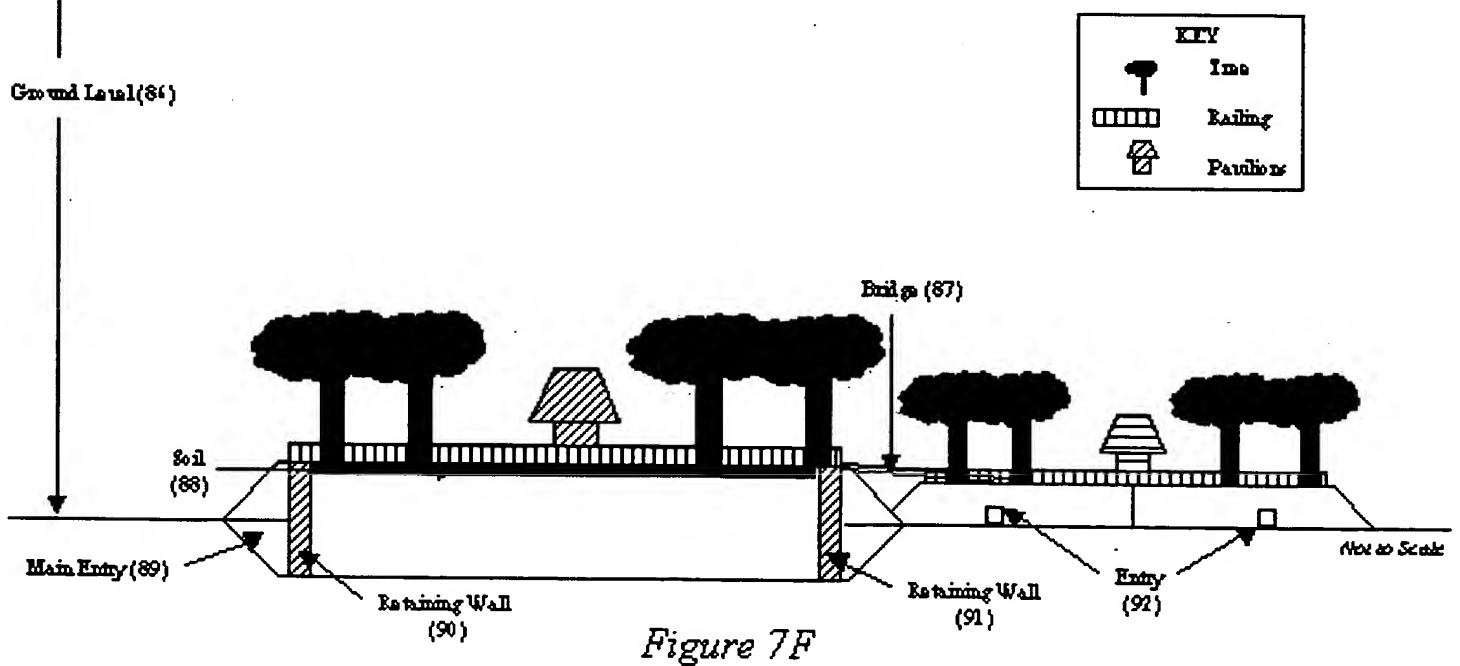 KEY
Tree
Railing
Pavilions
Ground Level (86)
Bridge (87)
Soil
(88)
Main Entry (89)
Retaining Wall
(90)
Retaining Wall
(91)
Entry
(92)
Not to Scale
Figure 7F